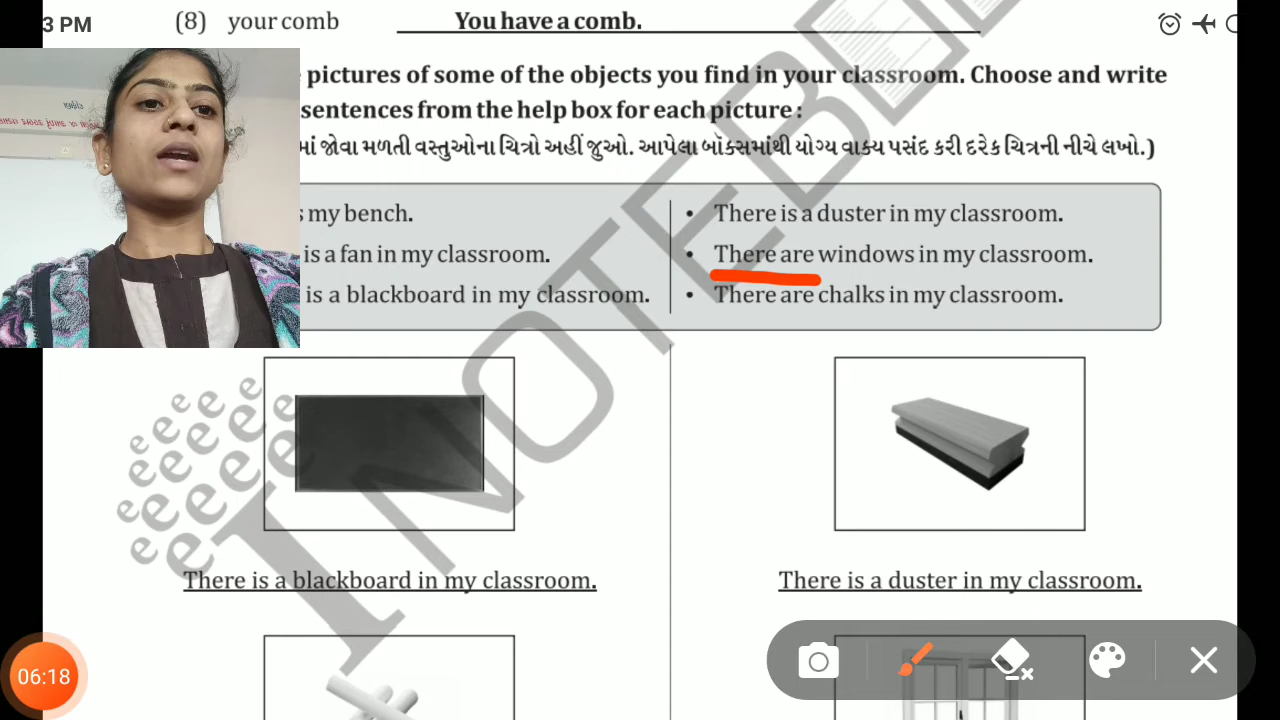 3 PM
(8) your comb You have a comb.
pictures of some of the objects you find in your classroom. Choose and write
sentences from the help box for each picture :
જોવા મળતી વસ્તુઓના ચિત્રો અહીં જુઓ. આપેલા બૉક્સમાંથી યોગ્ય વાક્ય પસંદ કરી દરેક ચિત્રની નીચે લખો.)
my bench.
is a fan in my classroom.
is a blackboard in my classroom.
• There is a duster in my classroom.
• There are windows in my classroom.
• There are chalks in my classroom.
There is a blackboard in my classroom.
There is a duster in my classroom.
NOTEBOO
06:18